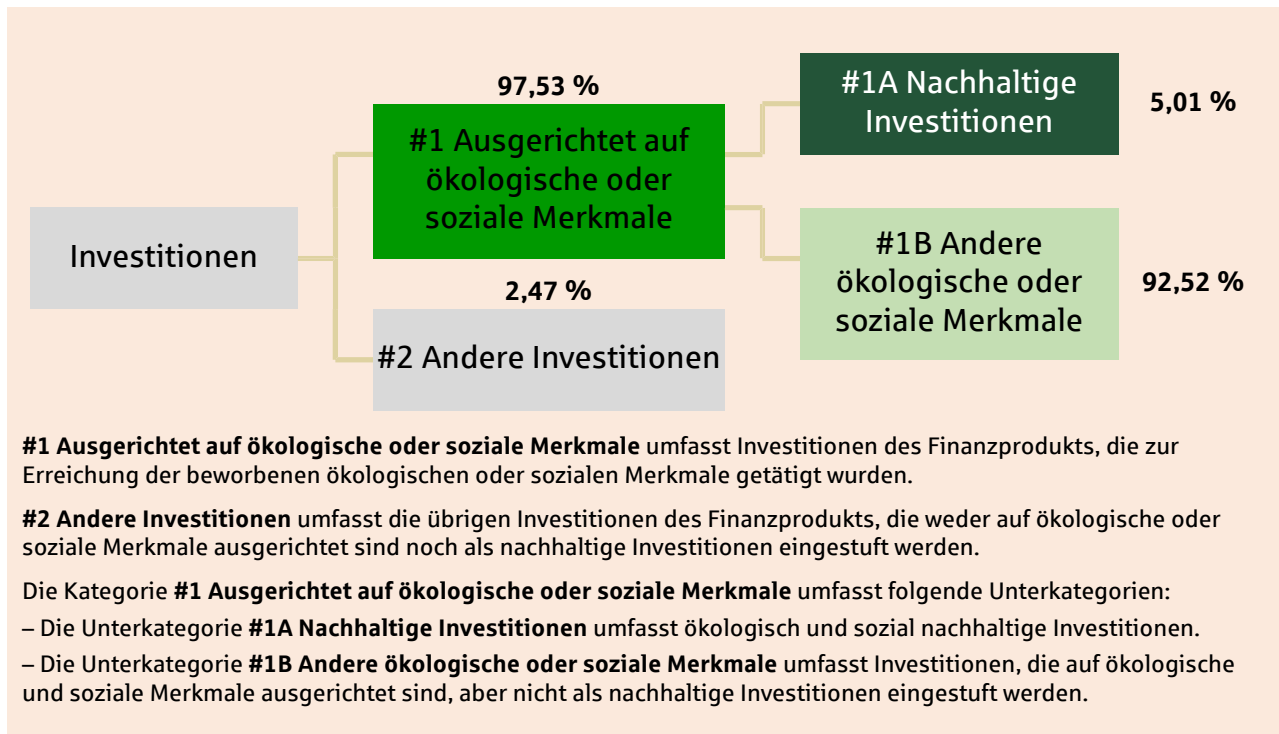 97,53 %
#1 Ausgerichtet auf
ökologische oder
soziale Merkmale
#1A Nachhaltige
Investitionen
5,01 %
Investitionen
#1B Andere
ökologische oder
soziale Merkmale
92,52 %
2,47 %
#2 Andere Investitionen
#1 Ausgerichtet auf ökologische oder soziale Merkmale umfasst Investitionen des Finanzprodukts, die zur
Erreichung der beworbenen ökologischen oder sozialen Merkmale getätigt wurden.
#2 Andere Investitionen umfasst die übrigen Investitionen des Finanzprodukts, die weder auf ökologische oder
soziale Merkmale ausgerichtet sind noch als nachhaltige Investitionen eingestuft werden.
Die Kategorie #1 Ausgerichtet auf ökologische oder soziale Merkmale umfasst folgende Unterkategorien:
– Die Unterkategorie #1A Nachhaltige Investitionen umfasst ökologisch und sozial nachhaltige Investitionen.
– Die Unterkategorie #1B Andere ökologische oder soziale Merkmale umfasst Investitionen, die auf ökologische
und soziale Merkmale ausgerichtet sind, aber nicht als nachhaltige Investitionen eingestuft werden.